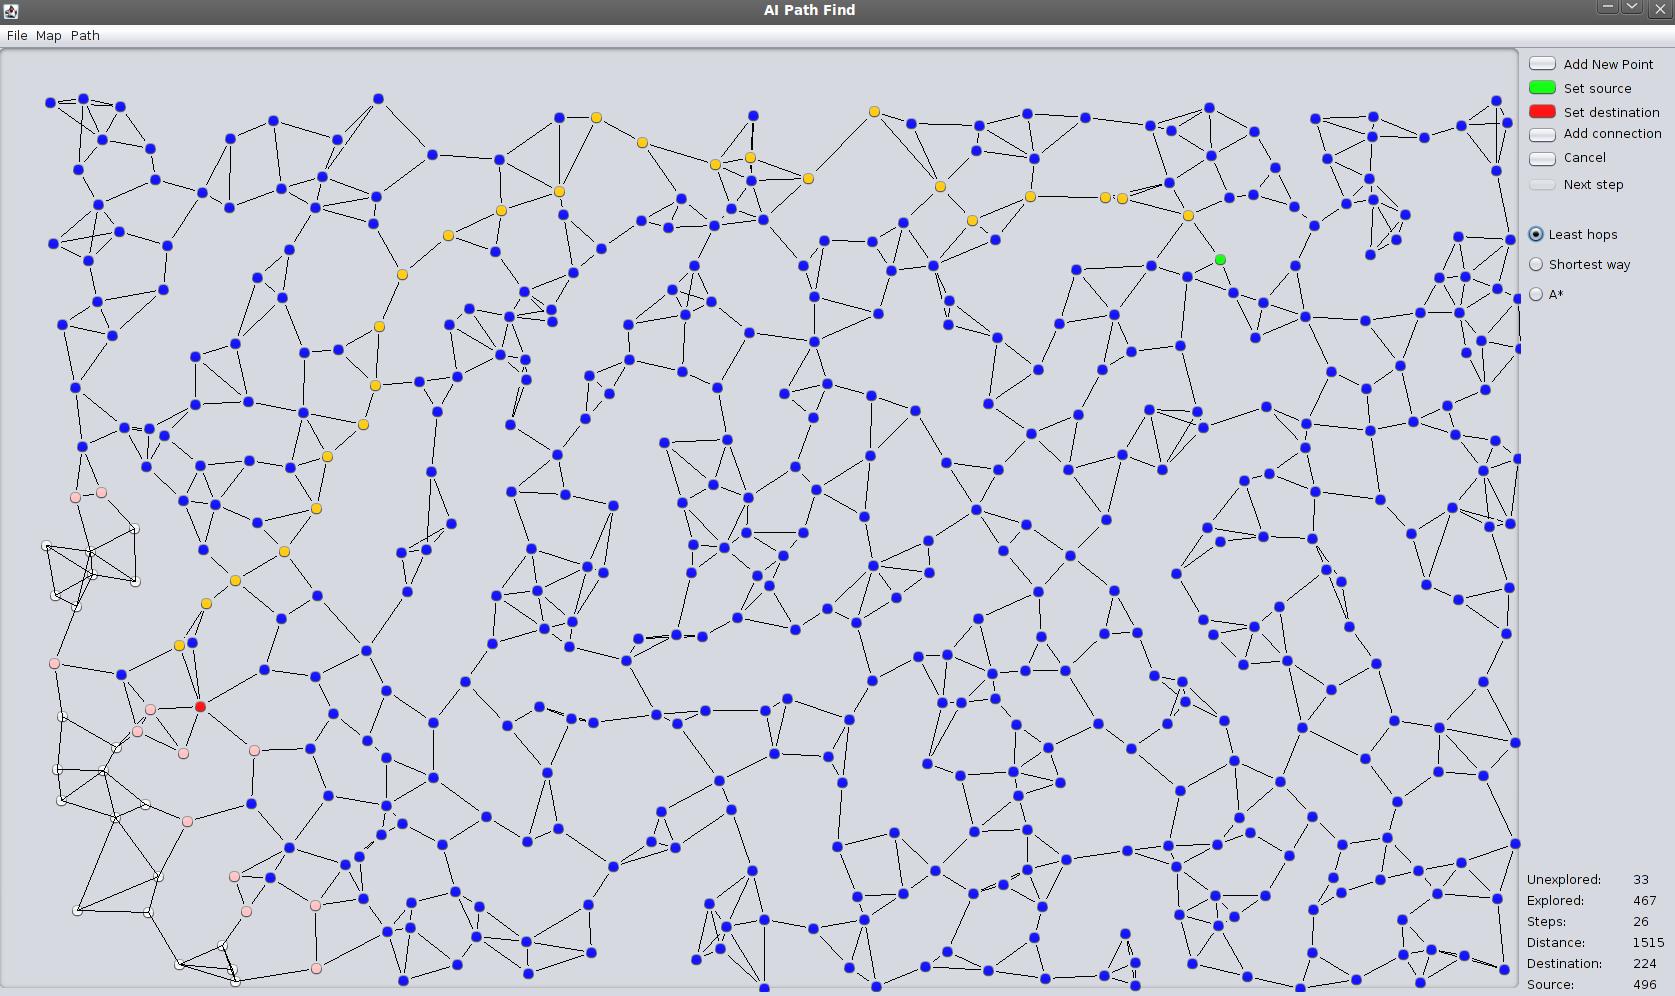 AI Path Find
File Map Path
Add New Point
Set source
Set destination
Add connection
Cancel
Next step
Least hops
Shortest way
A*
Unexplored: 33
Explored: 467
Steps: 26
Distance: 1515
Destination: 224
Source: 496